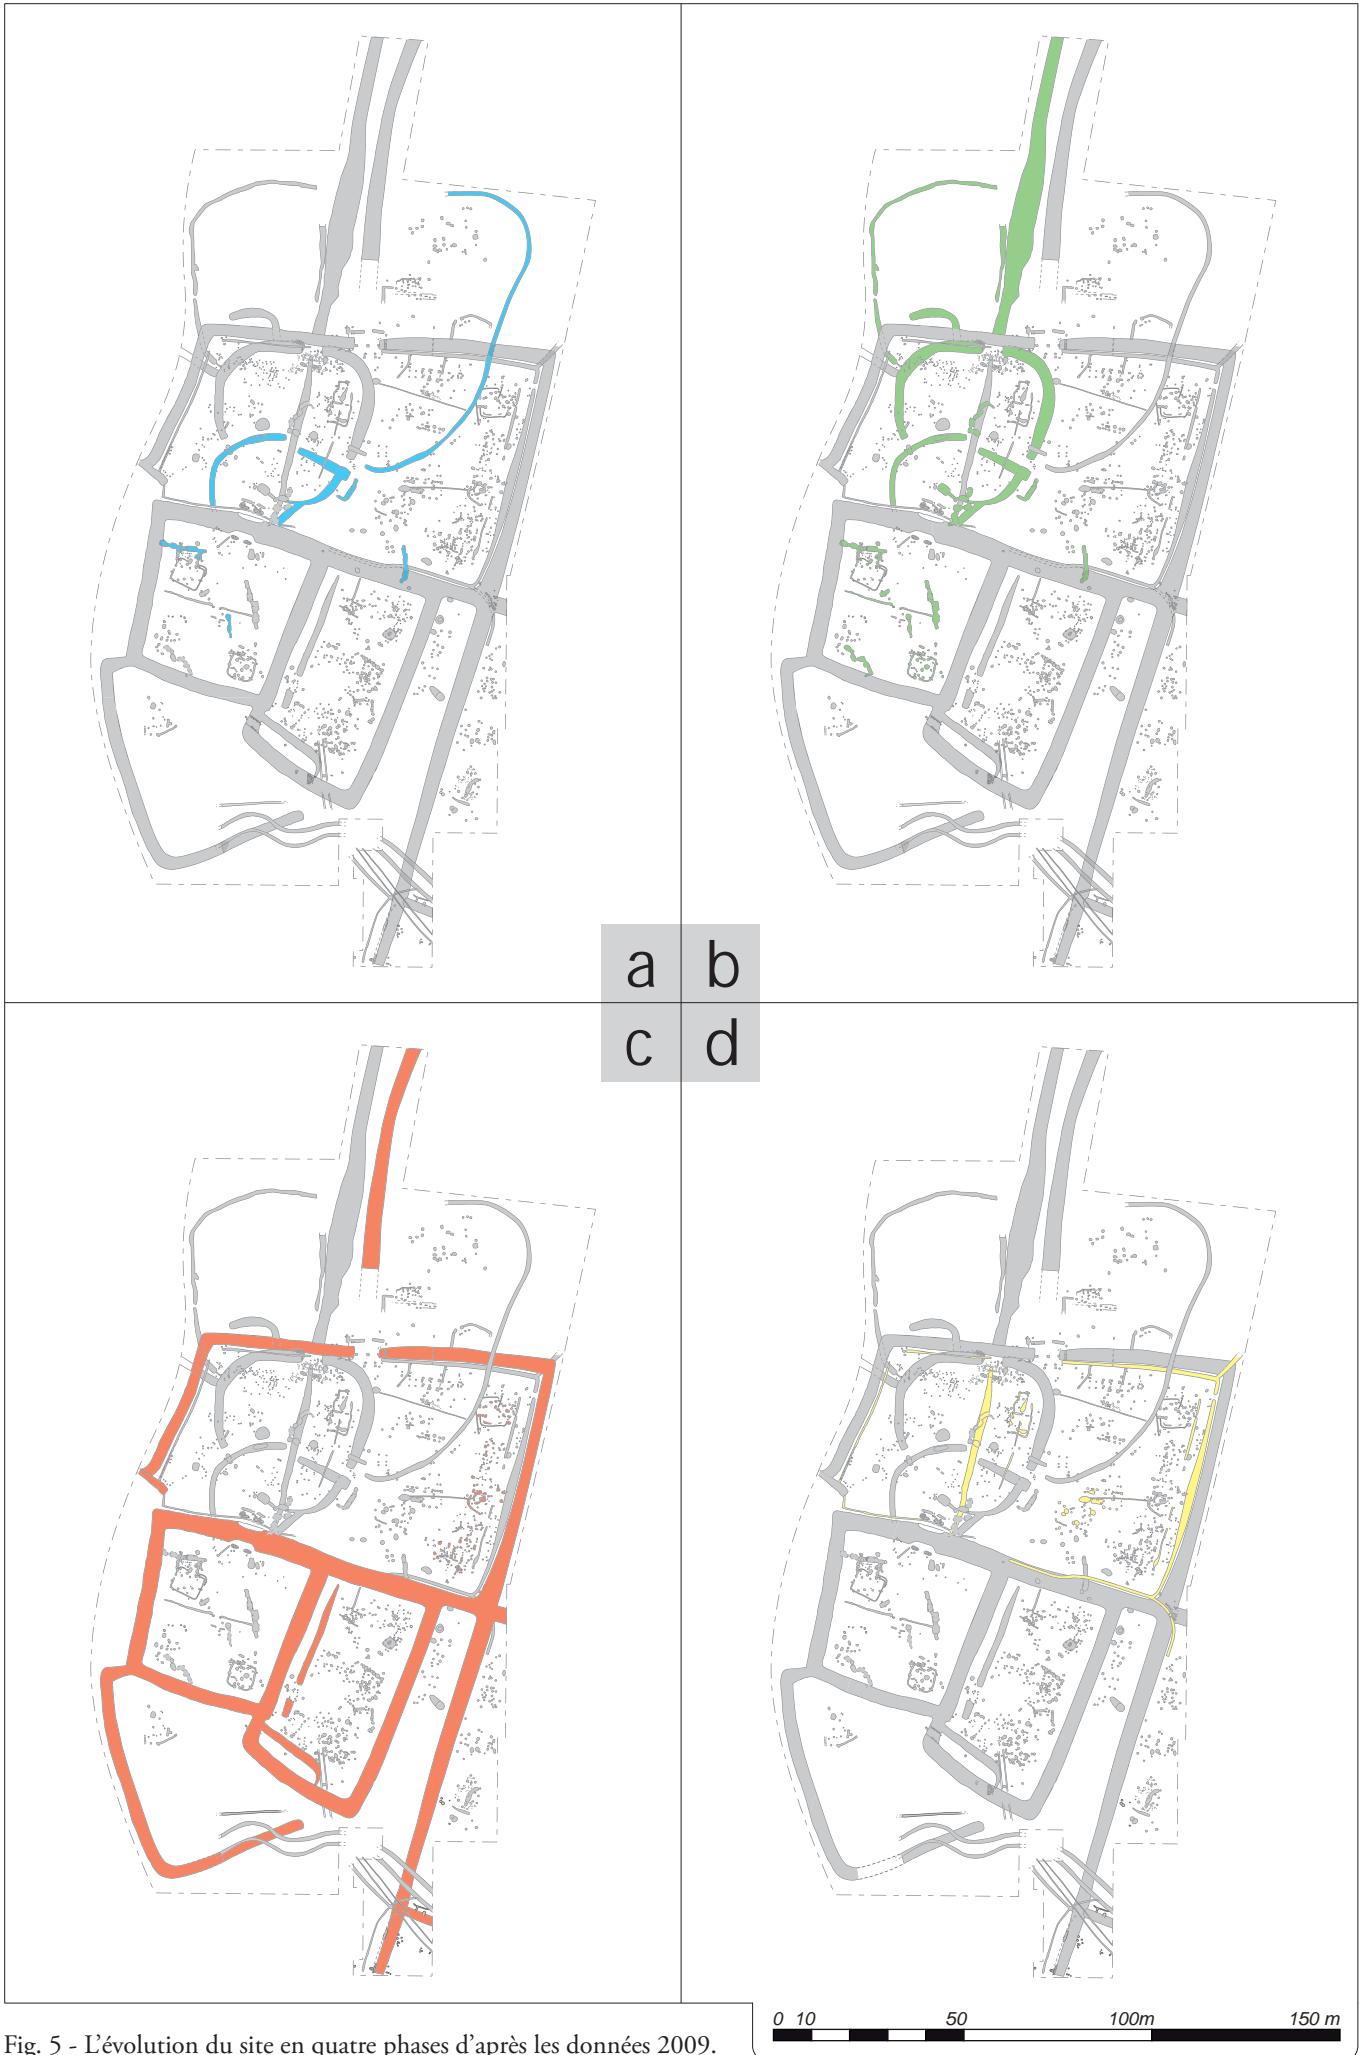 a b
c d
0 10 50 100m 150 m
Fig. 5 - L'évolution du site en quatre phases d'après les données 2009.